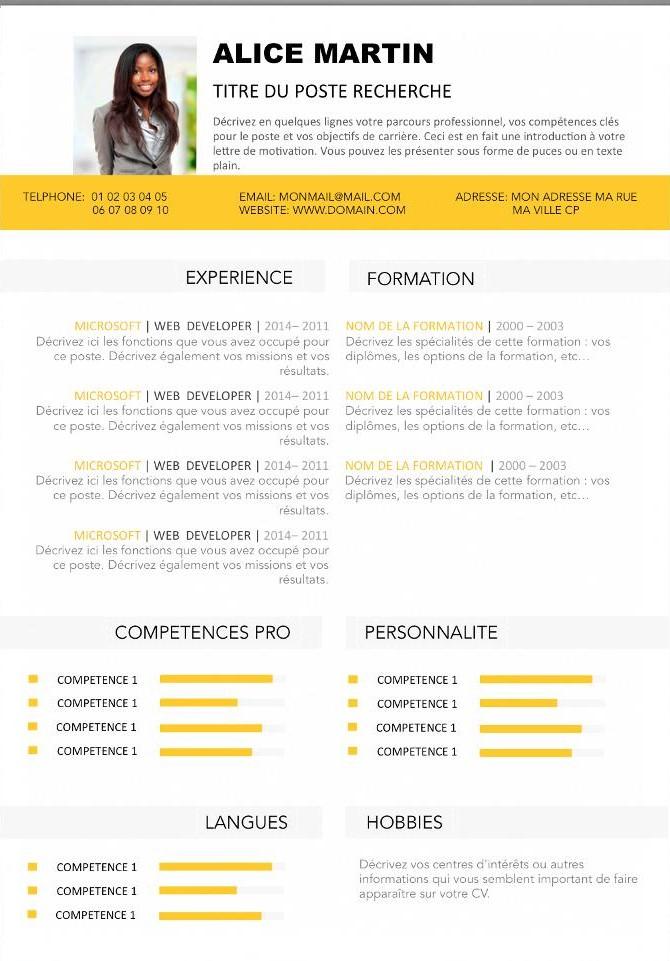 ALICE MARTIN
TITRE DU POSTE RECHERCHE
Décrivez en quelques lignes votre parcours professionnel, vos compétences clés
pour le poste et vos objectifs de carrière. Ceci est en fait une introduction à votre
lettre de motivation. Vous pouvez les présenter sous forme de puces ou en texte
plain.
TELPHONE: 01 02 03 04 05
06 07 08 09 10
EMAIL: MONMAIL@MAIL.COM
WEBSITE: WWW.DOMAIN.COM
ADRESSE: MON ADRESSE MA RUE
MA VILLE CP
EXPERIENCE
MICROSOFT | WEB DEVELOPER | 2014– 2011
Décrivez ici les fonctions que vous avez occupé pour
ce poste. Décrivez également vos missions et vos
résultats.
MICROSOFT | WEB DEVELOPER | 2014– 2011
Décrivez ici les fonctions que vous avez occupé pour
ce poste. Décrivez également vos missions et vos
résultats.
MICROSOFT | WEB DEVELOPER | 2014– 2011
Décrivez ici les fonctions que vous avez occupé pour
ce poste. Décrivez également vos missions et vos
résultats.
MICROSOFT | WEB DEVELOPER | 2014– 2011
Décrivez ici les fonctions que vous avez occupé pour
ce poste. Décrivez également vos missions et vos
résultats.
FORMATION
NOM DE LA FORMATION | 2000 – 2003
Décrivez les spécialités de cette formation : vos
diplômes, les options de la formation, etc...
NOM DE LA FORMATION | 2000 – 2003
Décrivez les spécialités de cette formation : vos
diplômes, les options de la formation, etc...
NOM DE LA FORMATION | 2000 – 2003
Décrivez les spécialités de cette formation : vos
diplômes, les options de la formation, etc...
COMPETENCES PRO
COMPETENCE 1
COMPETENCE 1
COMPETENCE 1
COMPETENCE 1
PERSONNALITE
COMPETENCE 1
COMPETENCE 1
COMPETENCE 1
COMPETENCE 1
LANGUES
COMPETENCE 1
COMPETENCE 1
COMPETENCE 1
HOBBIES
Décrivez vos centres d'intérêts ou autres
informations qui vous semblent important de faire
apparaître sur votre CV.